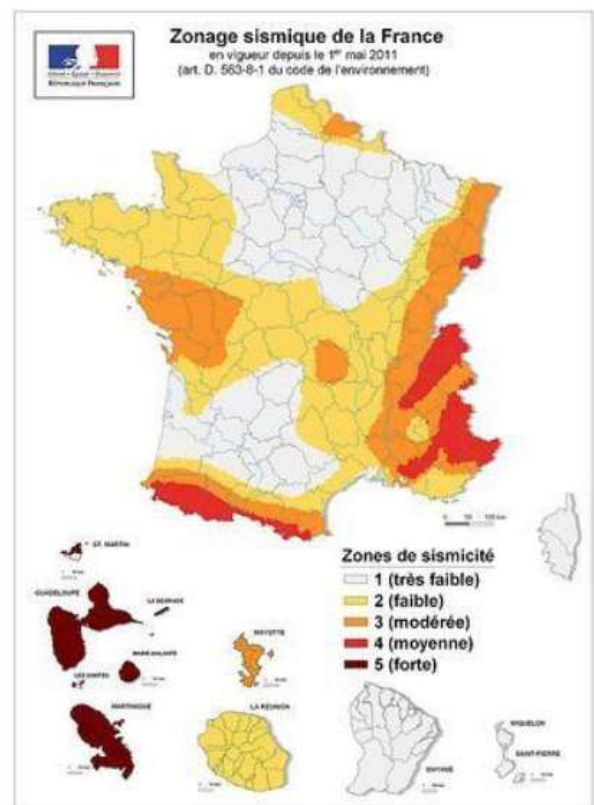 Zonage sismique de la France
en vigueur depuis le 1er mai 2011
(art. D. 563-8-1 du code de l'environnement)
RÉPUBLIQUE FRANÇAISE
Zones de sismicité
1 (très faible)
2 (faible)
3 (modérée)
4 (moyenne)
5 (forte)
ST. MARTIN
GUADELOUPE
LA DESIRADE
MARIE-GALANTE
LES SAINTES
MARTINIQUE
MAYOTTE
LA RÉUNION
GUYANE
MIQUELON
SAINT-PIERRE